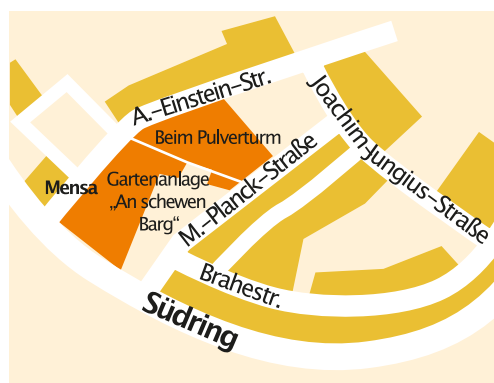 A.–Einstein–Str.
Joachim–Jungius–Straße
Beim Pulverturm
Mensa
Gartenanlage
„An schewen
Barg“
M.–Planck–Straße
Brahestr.
Südring